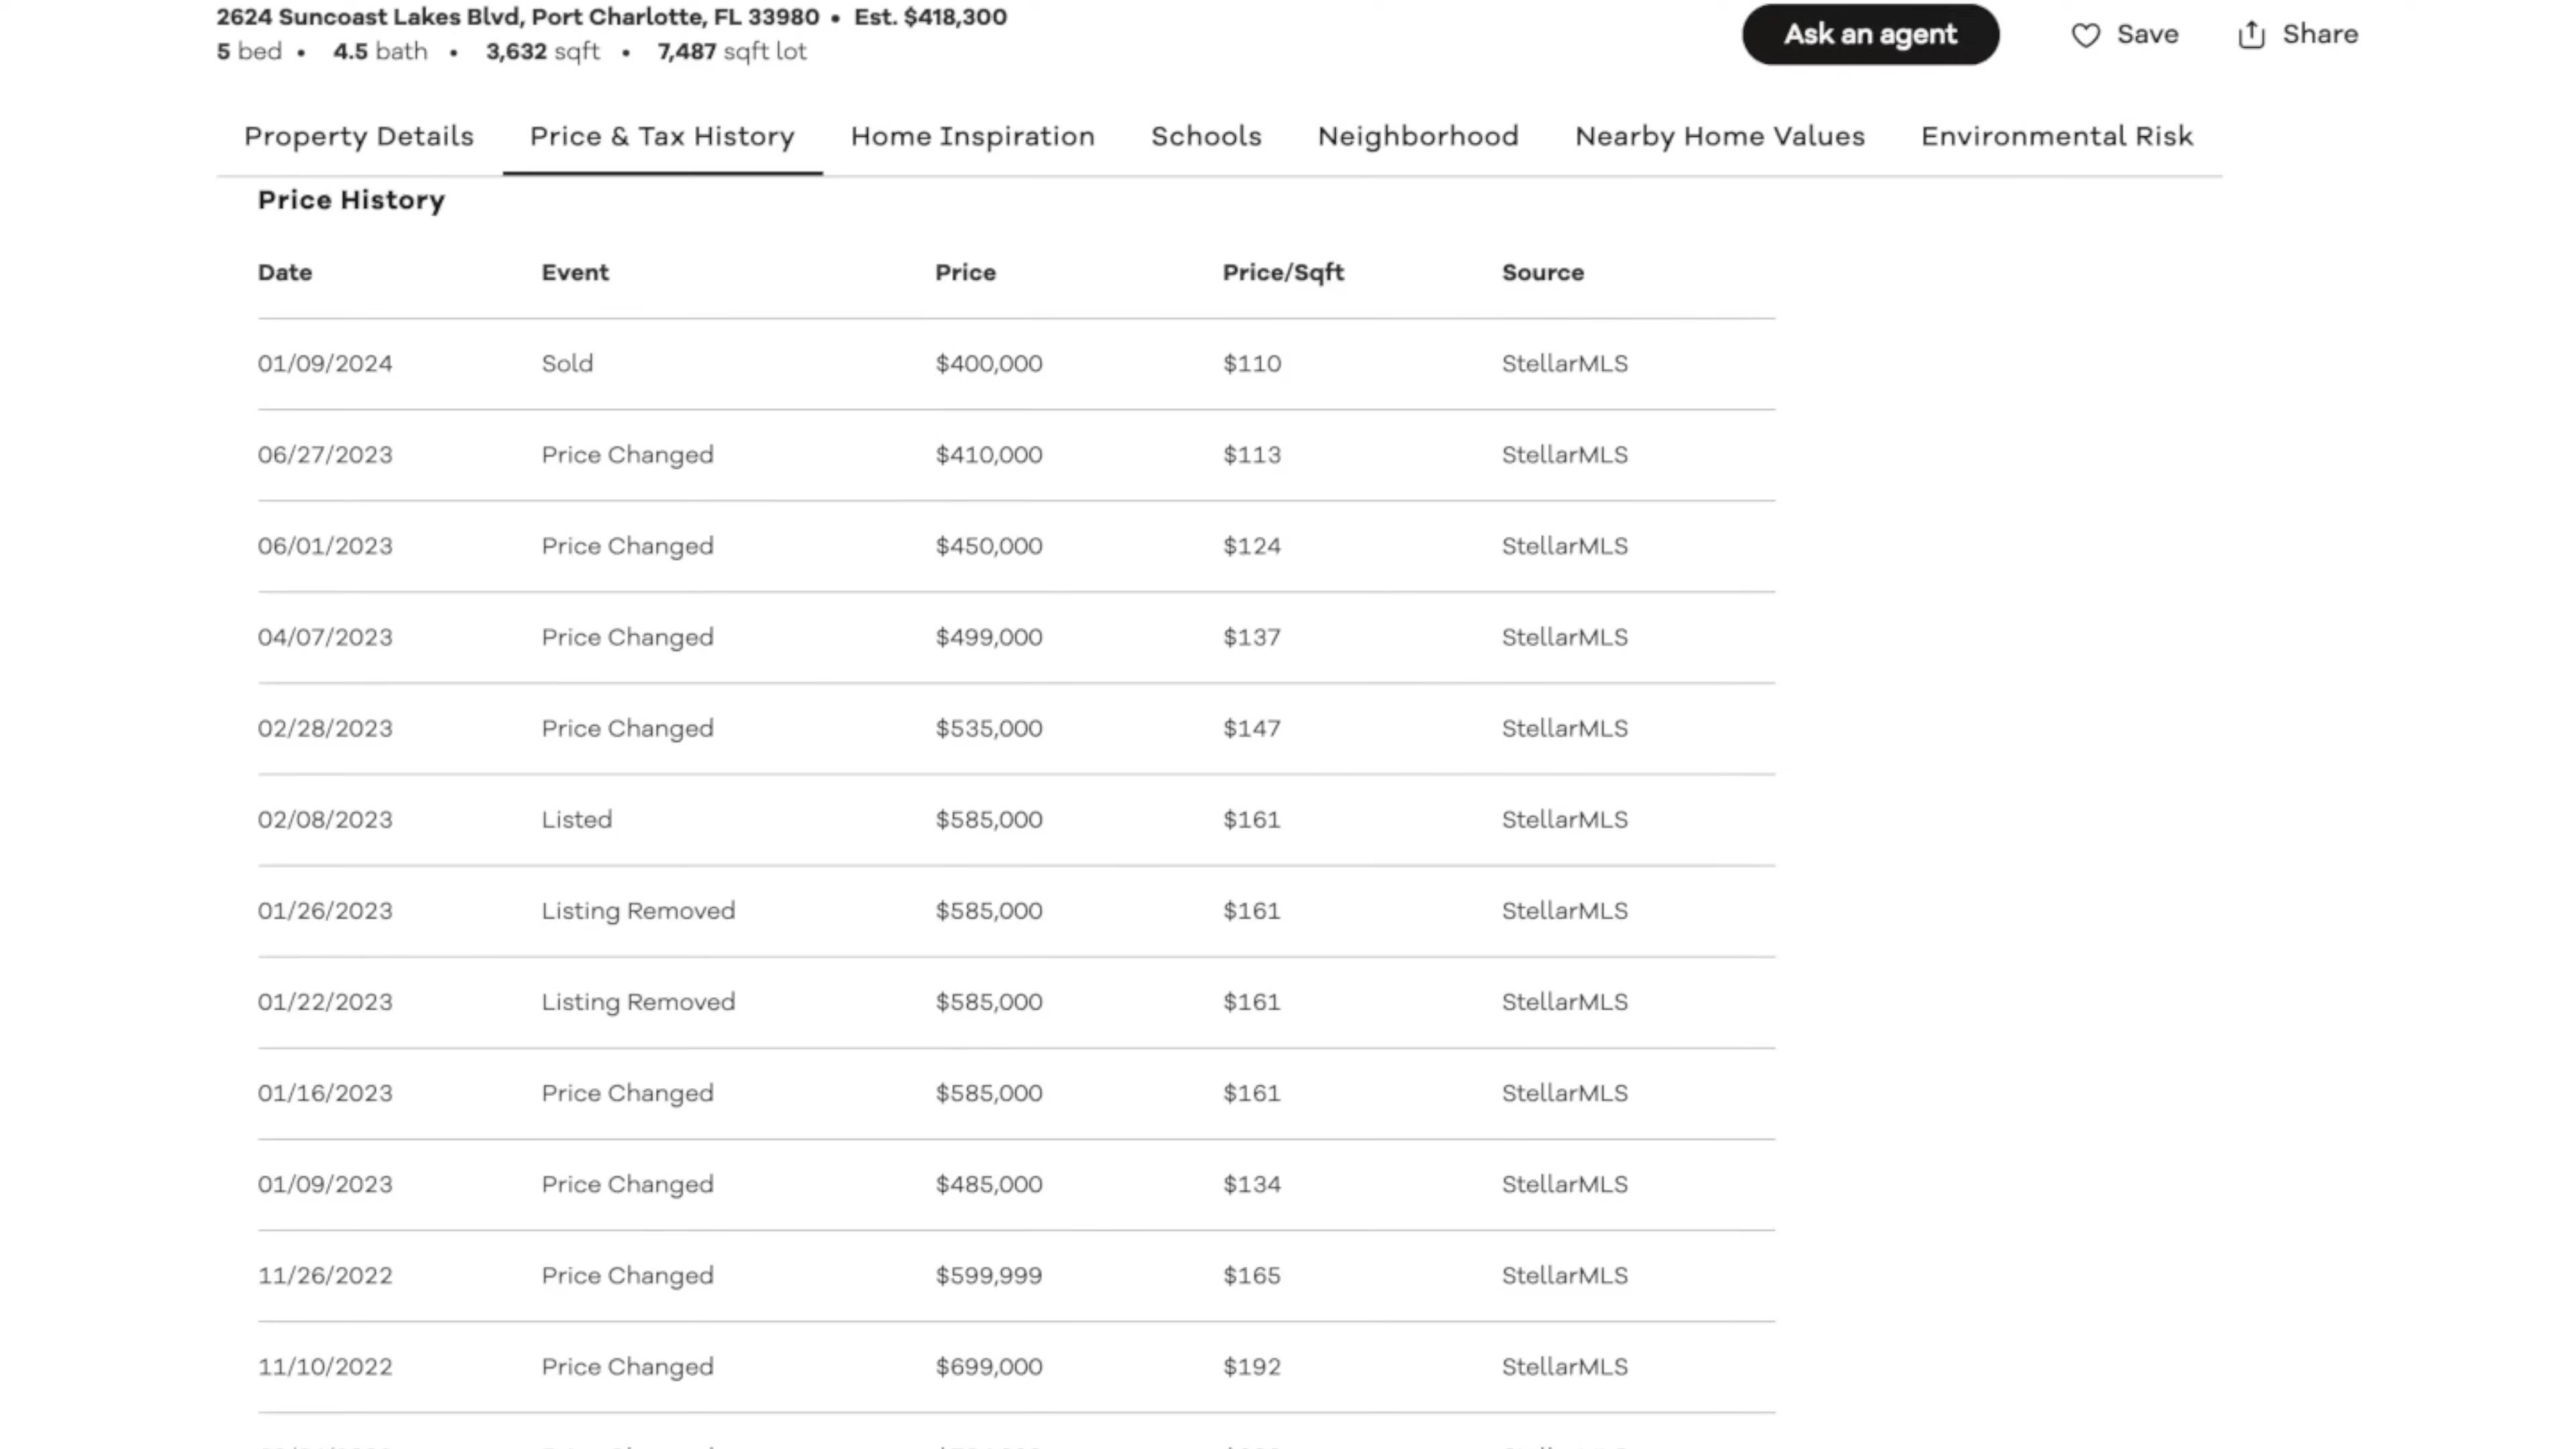 2624 Suncoast Lakes Blvd, Port Charlotte, FL 33980 • Est. $418,300
5 bed • 4.5 bath • 3,632 sqft • 7,487 sqft lot
Ask an agent Save Share
Property Details Price & Tax History Home Inspiration Schools Neighborhood Nearby Home Values Environmental Risk
Price History
Date Event Price Price/Sqft Source
01/09/2024 Sold $400,000 $110 StellarMLS
06/27/2023 Price Changed $410,000 $113 StellarMLS
06/01/2023 Price Changed $450,000 $124 StellarMLS
04/07/2023 Price Changed $499,000 $137 StellarMLS
02/28/2023 Price Changed $535,000 $147 StellarMLS
02/08/2023 Listed $585,000 $161 StellarMLS
01/26/2023 Listing Removed $585,000 $161 StellarMLS
01/22/2023 Listing Removed $585,000 $161 StellarMLS
01/16/2023 Price Changed $585,000 $161 StellarMLS
01/09/2023 Price Changed $485,000 $134 StellarMLS
11/26/2022 Price Changed $599,999 $165 StellarMLS
11/10/2022 Price Changed $699,000 $192 StellarMLS